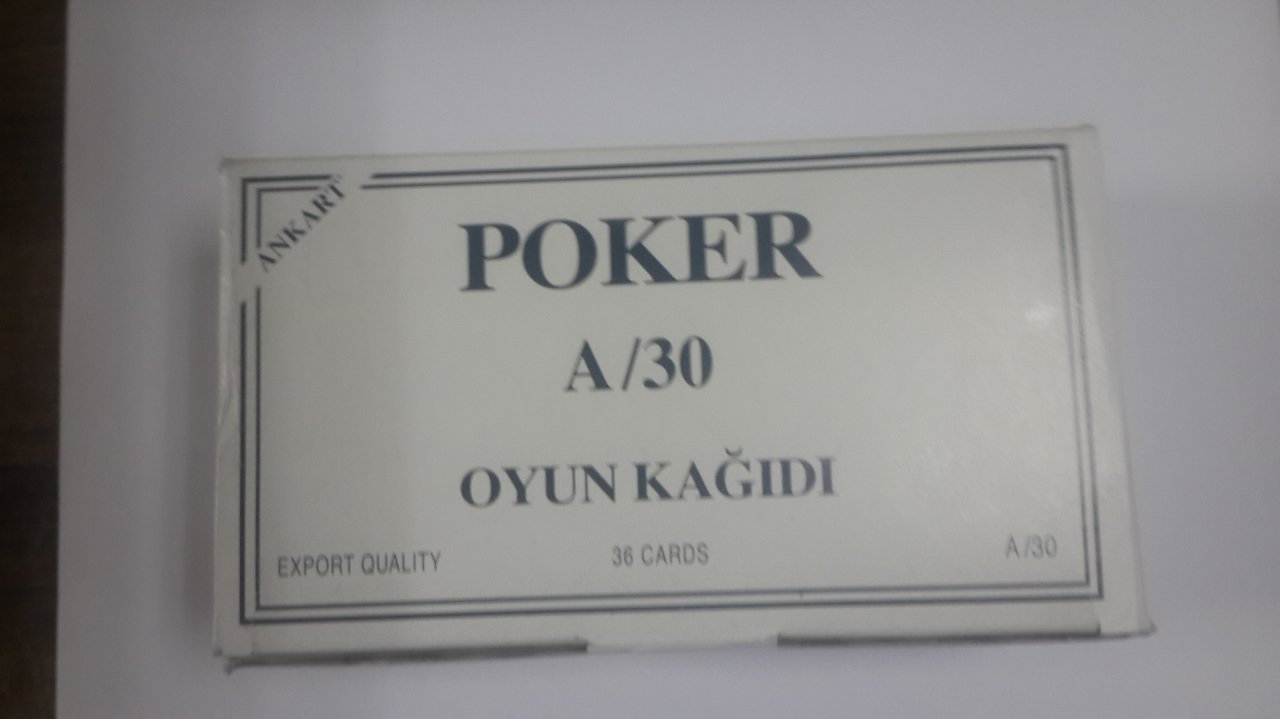 ANKART
POKER
A/30
OYUN KAĞIDI
EXPORT QUALITY 36 CARDS A/30